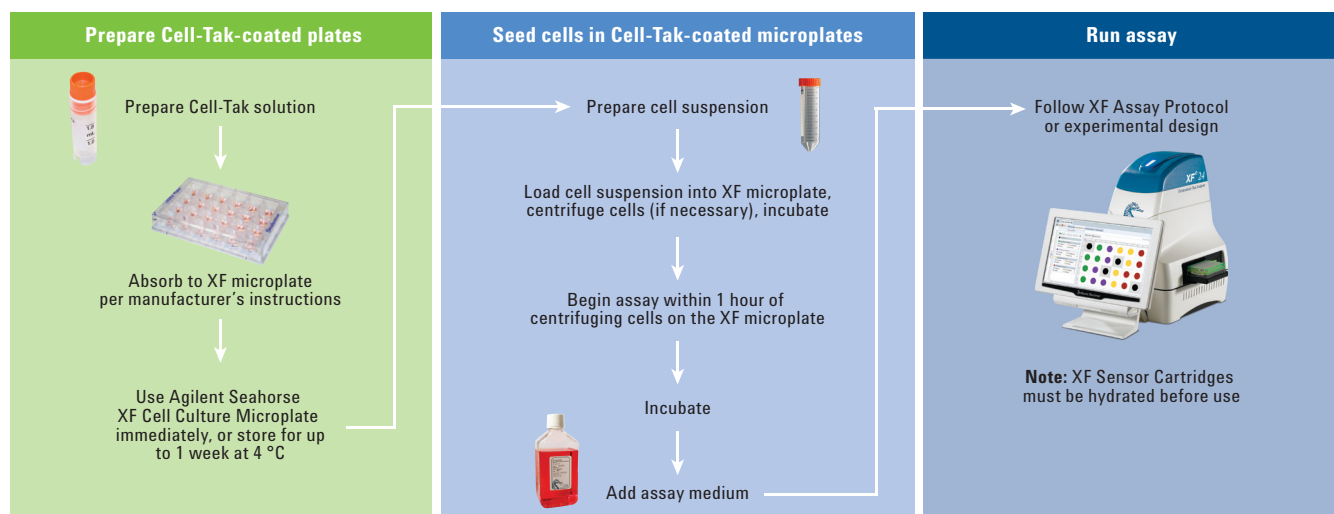 Prepare Cell-Tak-coated plates
Prepare Cell-Tak solution
Absorb to XF microplate
per manufacturer's instructions
Use Agilent Seahorse
XF Cell Culture Microplate
immediately, or store for up
to 1 week at 4 °C
Seed cells in Cell-Tak-coated microplates
Prepare cell suspension
Load cell suspension into XF microplate,
centrifuge cells (if necessary), incubate
Begin assay within 1 hour of
centrifuging cells on the XF microplate
Incubate
Add assay medium
Run assay
Follow XF Assay Protocol
or experimental design
Note: XF Sensor Cartridges
must be hydrated before use